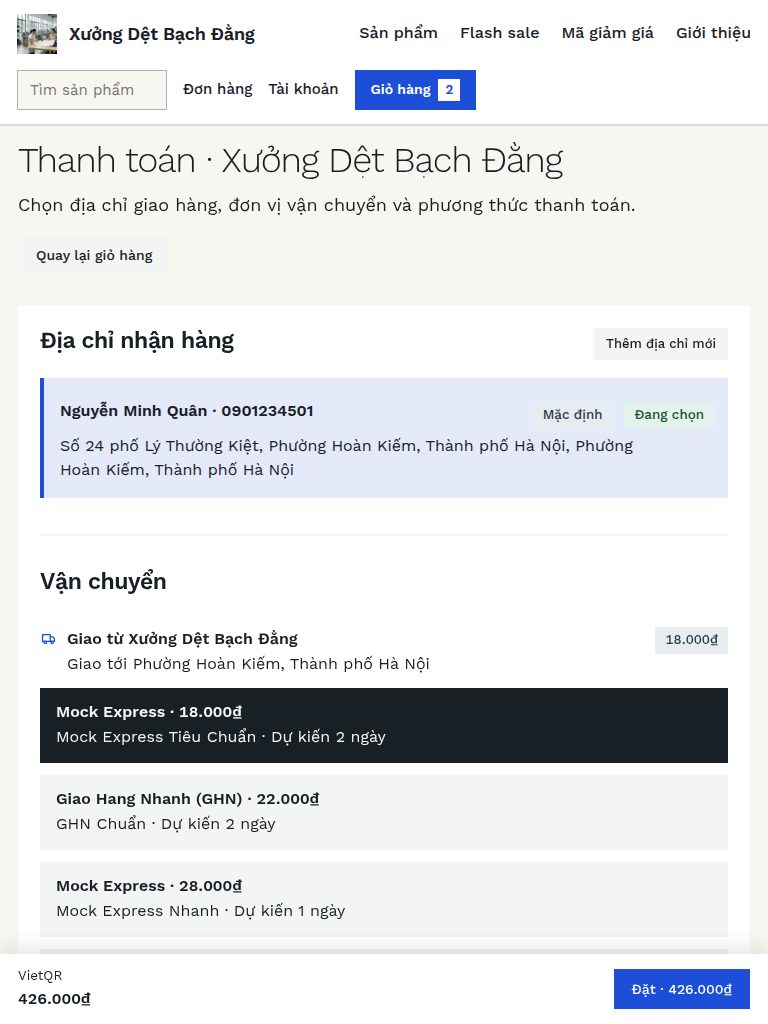 Xưởng Dệt Bạch Đằng
Sản phẩm Flash sale Mã giảm giá Giới thiệu
Tìm sản phẩm Đơn hàng Tài khoản Giỏ hàng 2
Thanh toán · Xưởng Dệt Bạch Đằng
Chọn địa chỉ giao hàng, đơn vị vận chuyển và phương thức thanh toán.
Quay lại giỏ hàng
Địa chỉ nhận hàng
Thêm địa chỉ mới
Nguyễn Minh Quân · 0901234501
Mặc định Đang chọn
Số 24 phố Lý Thường Kiệt, Phường Hoàn Kiếm, Thành phố Hà Nội, Phường
Hoàn Kiếm, Thành phố Hà Nội
Vận chuyển
Giao từ Xưởng Dệt Bạch Đằng
18.000₫
Giao tới Phường Hoàn Kiếm, Thành phố Hà Nội
Mock Express · 18.000₫
Mock Express Tiêu Chuẩn · Dự kiến 2 ngày
Giao Hang Nhanh (GHN) · 22.000₫
GHN Chuẩn · Dự kiến 2 ngày
Mock Express · 28.000₫
Mock Express Nhanh · Dự kiến 1 ngày
VietQR
426.000₫
Đặt · 426.000₫